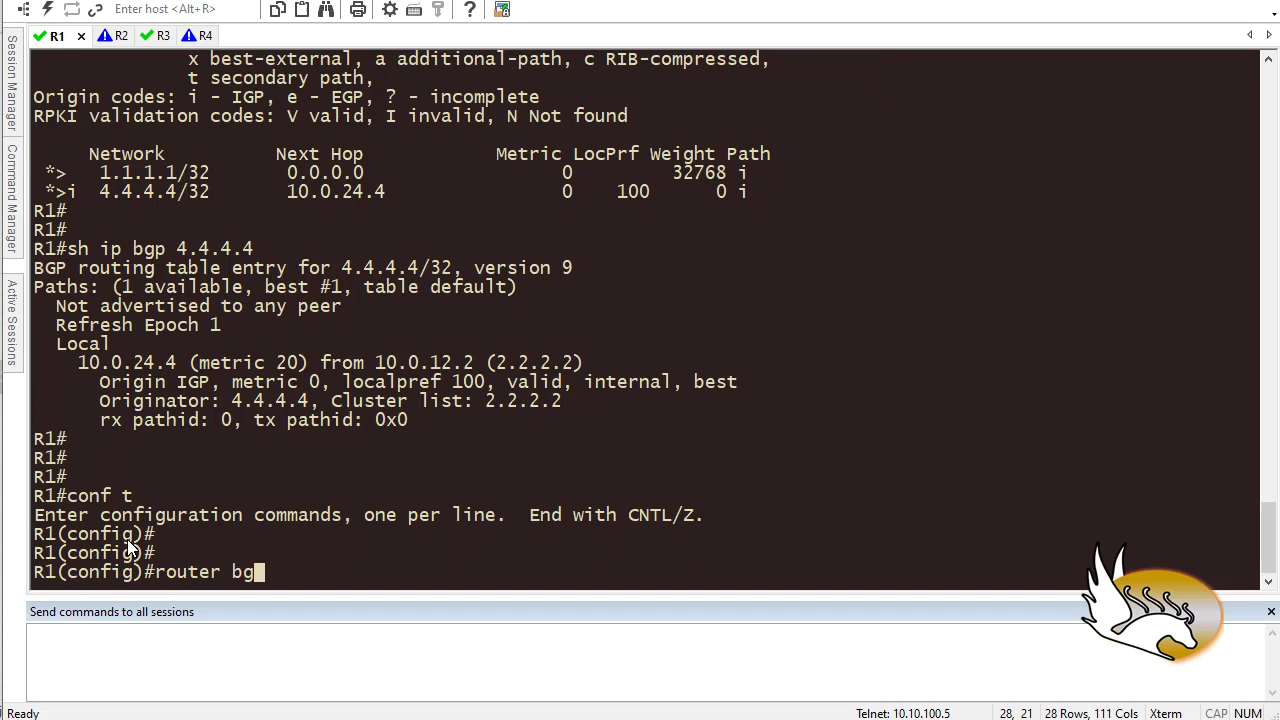 Enter host <Alt+R>
R1 × R2 R3 R4
Session Manager
Command Manager
Active Sessions
x best-external, a additional-path, c RIB-compressed,
t secondary path,
Origin codes: i - IGP, e - EGP, ? - incomplete
RPKI validation codes: V valid, I invalid, N Not found
Network Next Hop Metric LocPrf Weight Path
*> 1.1.1.1/32 0.0.0.0 0 32768 i
*>i 4.4.4.4/32 10.0.24.4 0 100 0 i
R1#
R1#
R1#sh ip bgp 4.4.4.4
BGP routing table entry for 4.4.4.4/32, version 9
Paths: (1 available, best #1, table default)
Not advertised to any peer
Refresh Epoch 1
Local
10.0.24.4 (metric 20) from 10.0.12.2 (2.2.2.2)
Origin IGP, metric 0, localpref 100, valid, internal, best
Originator: 4.4.4.4, Cluster list: 2.2.2.2
rx pathid: 0, tx pathid: 0x0
R1#
R1#
R1#
R1#conf t
Enter configuration commands, one per line. End with CNTL/Z.
R1(config)#
R1(config)#
R1(config)#router bg
Send commands to all sessions ×
Ready Telnet: 10.10.100.5 28, 21 28 Rows, 111 Cols Xterm CAP NUM